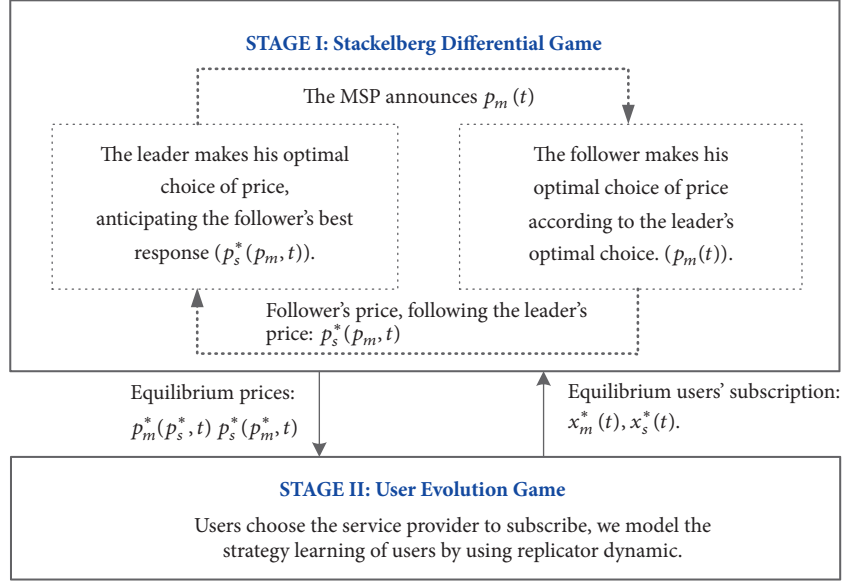 STAGE I: Stackelberg Differential Game
The MSP announces p_m(t)
The leader makes his optimal
choice of price,
anticipating the follower's best
response (p_s^*(p_m, t)).
The follower makes his
optimal choice of price
according to the leader's
optimal choice. (p_m(t)).
Follower's price, following the leader's
price: p_s^*(p_m, t)
Equilibrium prices:
p_m^*(p_s^*, t) p_s^*(p_m^*, t)
Equilibrium users' subscription:
x_m^*(t), x_s^*(t).
STAGE II: User Evolution Game
Users choose the service provider to subscribe, we model the
strategy learning of users by using replicator dynamic.